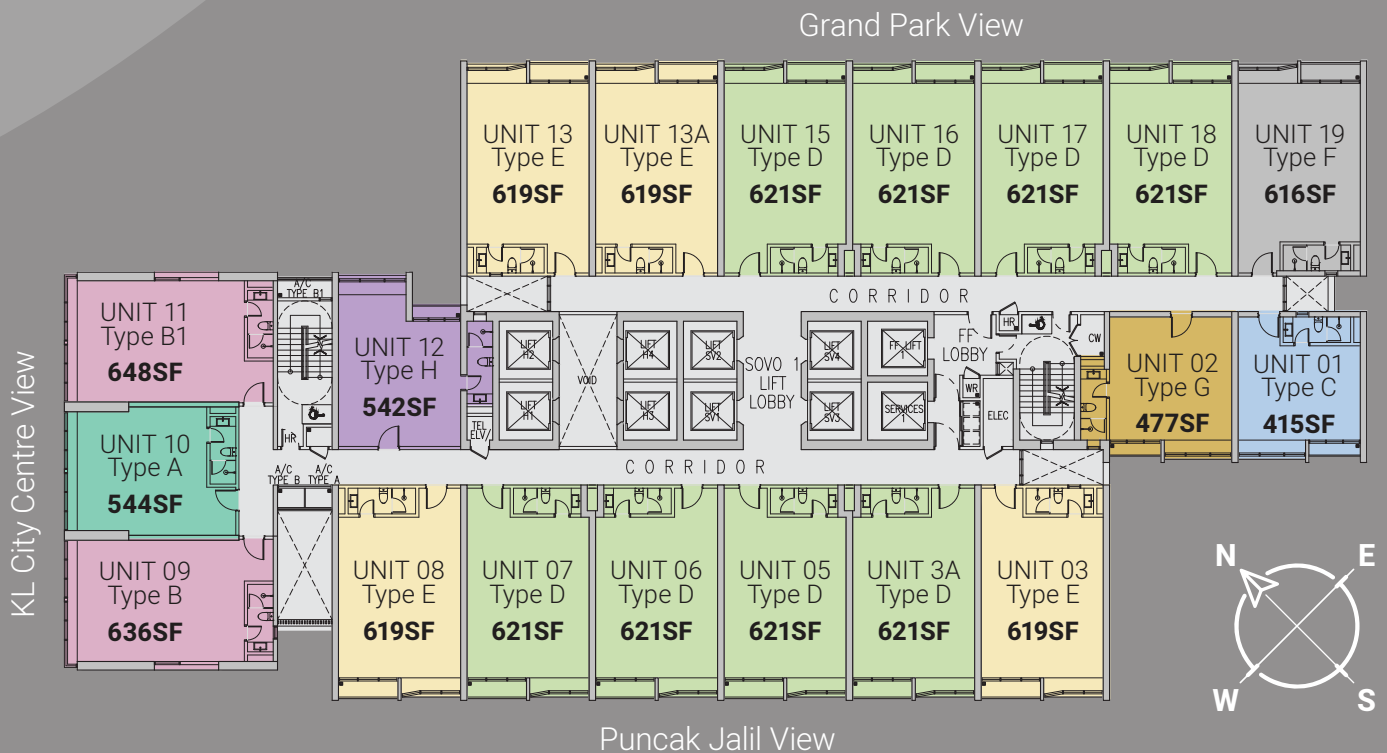 Grand Park View
UNIT 13
Type E
619SF
UNIT 13A
Type E
619SF
UNIT 15
Type D
621SF
UNIT 16
Type D
621SF
UNIT 17
Type D
621SF
UNIT 18
Type D
621SF
UNIT 19
Type F
616SF
CORRIDOR
KL City Centre View
UNIT 11
Type B1
648SF
A/C
TYPE B1
UNIT 12
Type H
542SF
LIFT
H2
LIFT
H1
VOID
LIFT
H4
LIFT
H3
LIFT
SV2
LIFT
SV1
SOVO 1
LIFT
LOBBY
LIFT
SV4
LIFT
SV3
FF LIFT
1
SERVICES
1
FF
LOBBY
HR
WR
ELEC
CW
UNIT 02
Type G
477SF
UNIT 01
Type C
415SF
UNIT 10
Type A
544SF
HR
TEL
ELV/
A/C
TYPE B
A/C
TYPE A
CORRIDOR
UNIT 09
Type B
636SF
UNIT 08
Type E
619SF
UNIT 07
Type D
621SF
UNIT 06
Type D
621SF
UNIT 05
Type D
621SF
UNIT 3A
Type D
621SF
UNIT 03
Type E
619SF
N
E
W
S
Puncak Jalil View